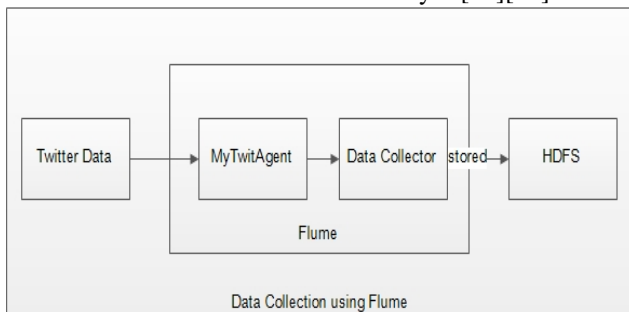 Twitter Data
MyTwitAgent
Data Collector
stored
HDFS
Flume
Data Collection using Flume